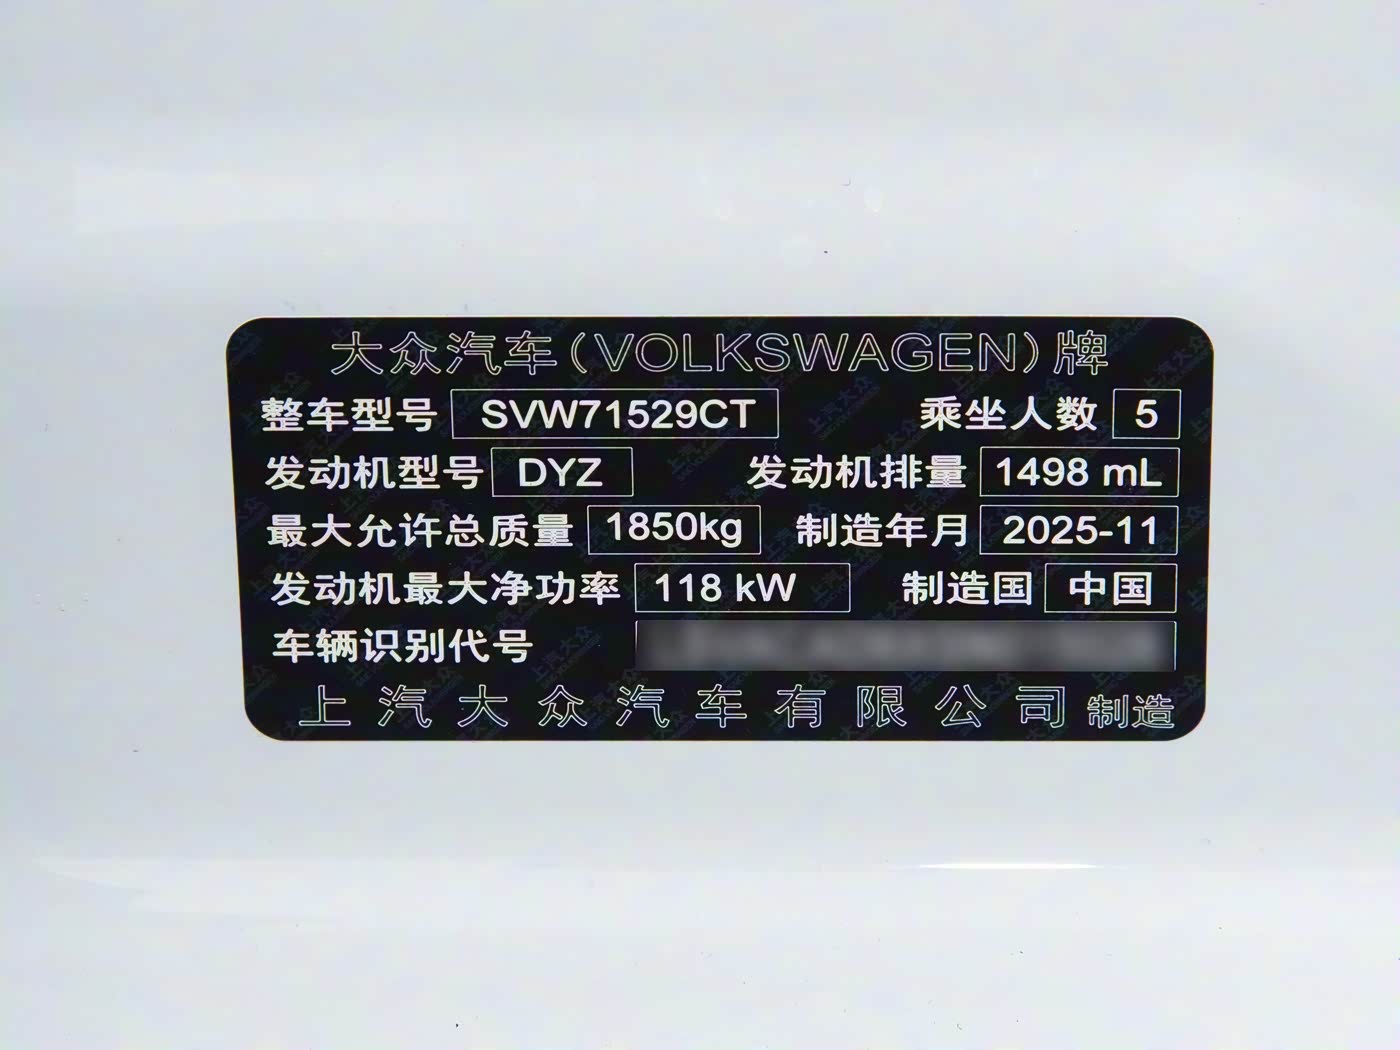 大众汽车(VOLKSWAGEN)牌
整车型号 SVW71529CT 乘坐人数 5
发动机型号 DYZ 发动机排量 1498 mL
最大允许总质量 1850kg 制造年月 2025-11
发动机最大净功率 118 kW 制造国 中国
车辆识别代号
上汽大众汽车有限公司 制造